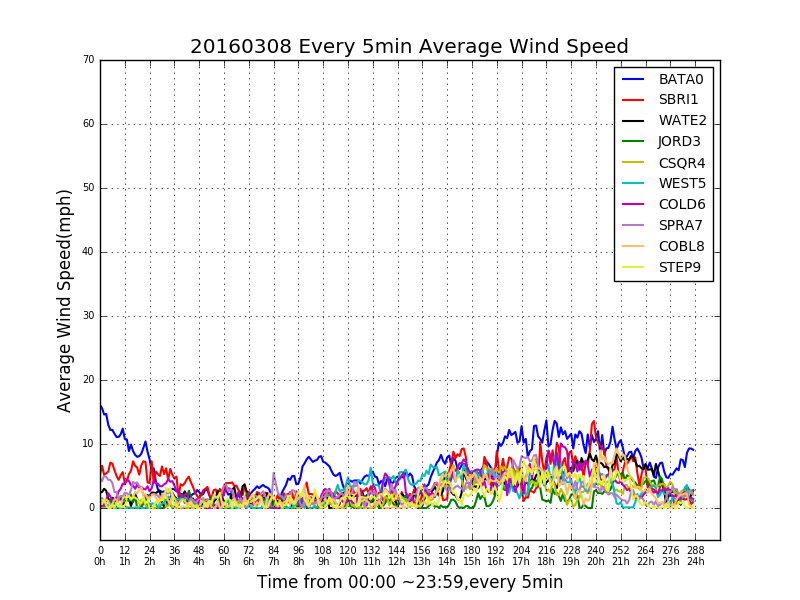 20160308 Every 5min Average Wind Speed
70
60
50
40
30
20
10
0
Average Wind Speed(mph)
BATA0
SBRI1
WATE2
JORD3
CSQR4
WEST5
COLD6
SPRA7
COBL8
STEP9
0 12 24 36 48 60 72 84 96 108 120 132 144 156 168 180 192 204 216 228 240 252 264 276 288
0h 1h 2h 3h 4h 5h 6h 7h 8h 9h 10h 11h 12h 13h 14h 15h 16h 17h 18h 19h 20h 21h 22h 23h 24h
Time from 00:00 ~23:59,every 5min